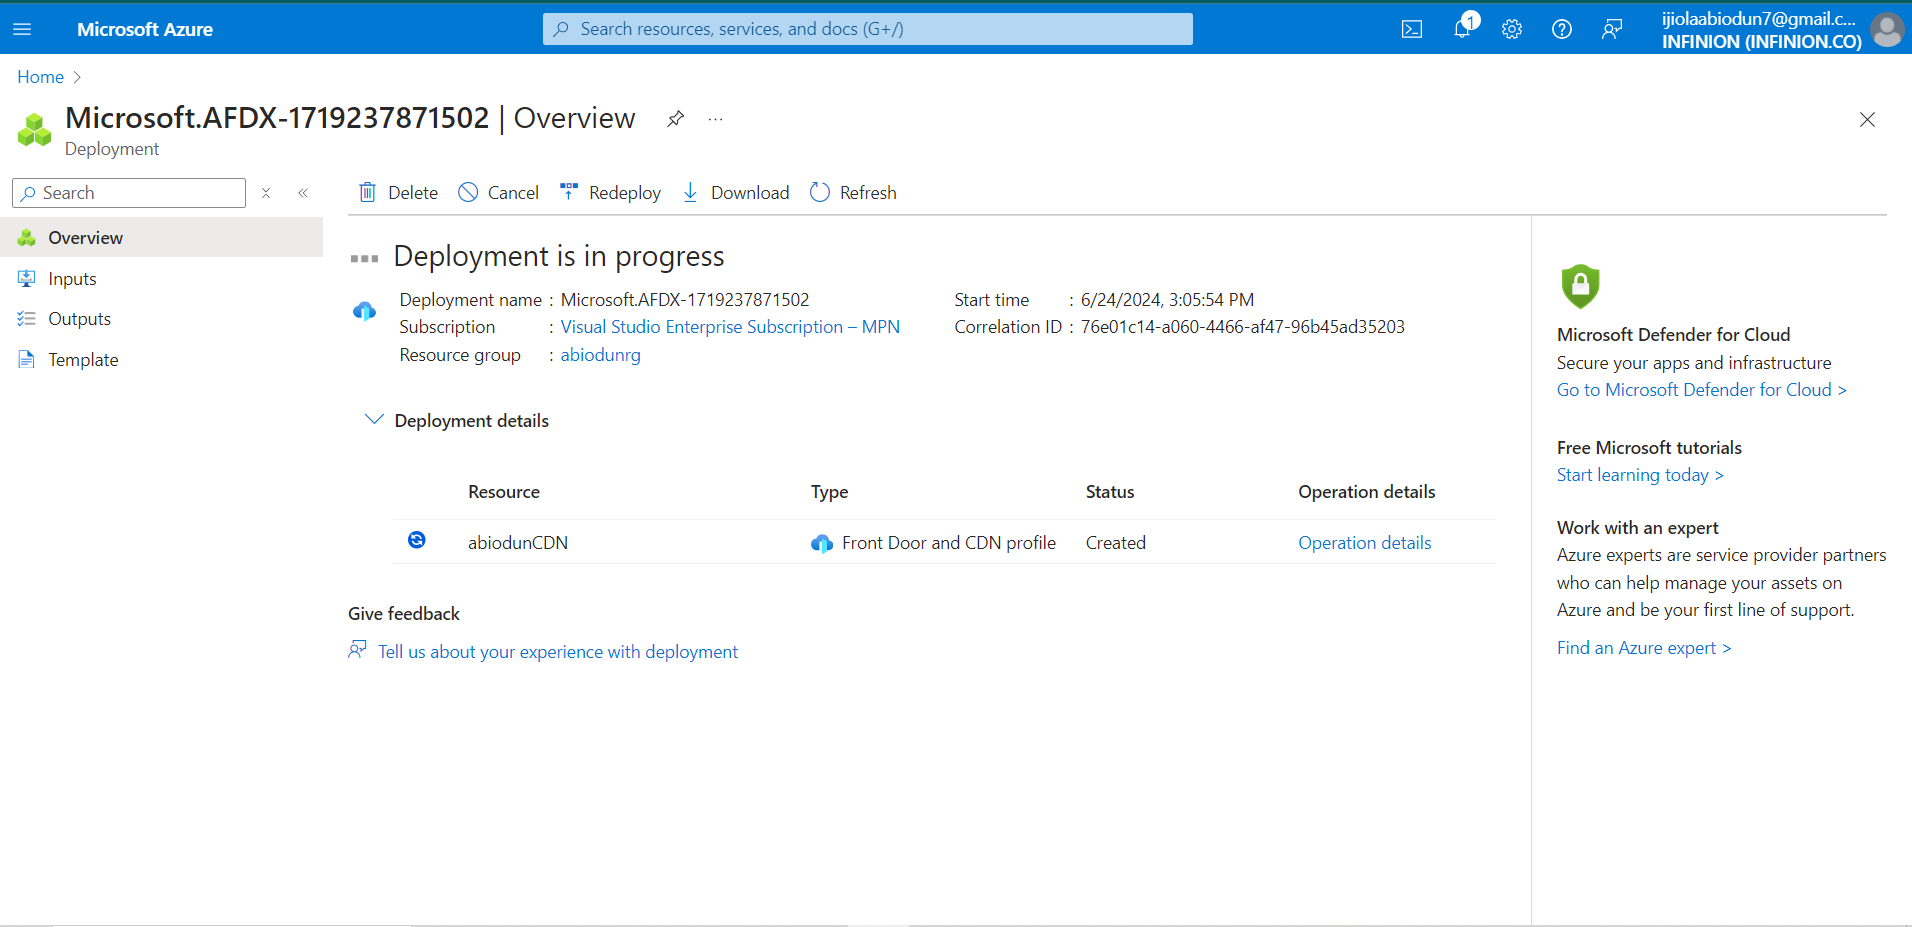 Microsoft Azure
Search resources, services, and docs (G+/)
1
ijiolaabiodun7@gmail.c...
INFINION (INFINION.CO)
Home
Microsoft.AFDX-1719237871502 | Overview
Deployment
Search
Overview
Inputs
Outputs
Template
Delete
Cancel
Redeploy
Download
Refresh
Deployment is in progress
Deployment name : Microsoft.AFDX-1719237871502
Subscription : Visual Studio Enterprise Subscription – MPN
Resource group : abiodunrg
Start time : 6/24/2024, 3:05:54 PM
Correlation ID : 76e01c14-a060-4466-af47-96b45ad35203
Deployment details
Resource Type Status Operation details
abiodunCDN Front Door and CDN profile Created Operation details
Give feedback
Tell us about your experience with deployment
Microsoft Defender for Cloud
Secure your apps and infrastructure
Go to Microsoft Defender for Cloud >
Free Microsoft tutorials
Start learning today >
Work with an expert
Azure experts are service provider partners
who can help manage your assets on
Azure and be your first line of support.
Find an Azure expert >